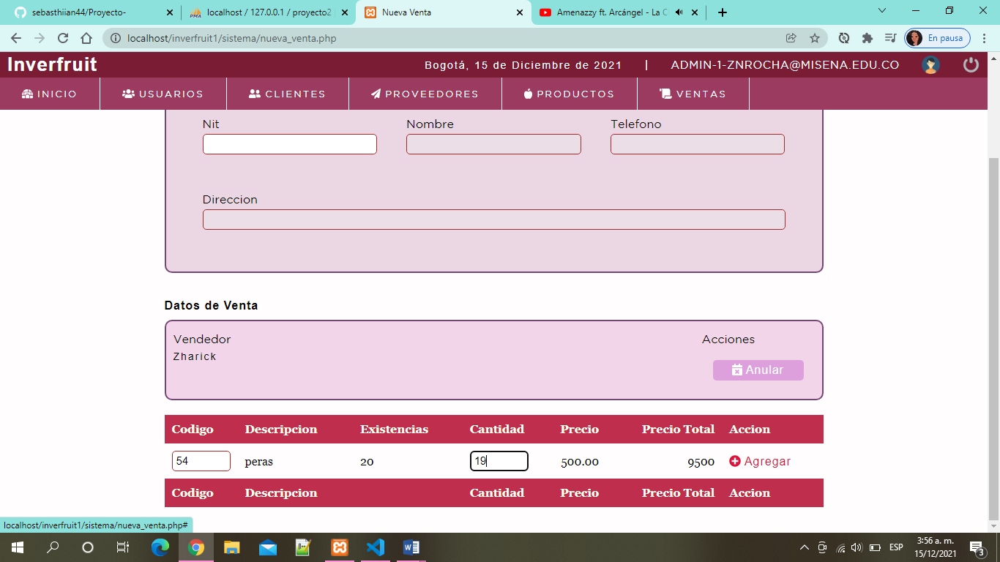 sebasthiian44/Proyecto-
localhost / 127.0.0.1 / proyecto2
Nueva Venta
Amenazzy ft. Arcángel - La C
localhost/inverfruit1/sistema/nueva_venta.php
En pausa
Inverfruit
Bogotá, 15 de Diciembre de 2021 | ADMIN-1-ZNROCHA@MISENA.EDU.CO
INICIO USUARIOS CLIENTES PROVEEDORES PRODUCTOS VENTAS
Nit Nombre Telefono
Direccion
Datos de Venta
Vendedor Acciones
Zharick
Anular
Codigo Descripcion Existencias Cantidad Precio Precio Total Accion
54 peras 20 19 500.00 9500 Agregar
Codigo Descripcion Cantidad Precio Precio Total Accion
localhost/inverfruit1/sistema/nueva_venta.php#
ESP
3:56 a. m.
15/12/2021
3